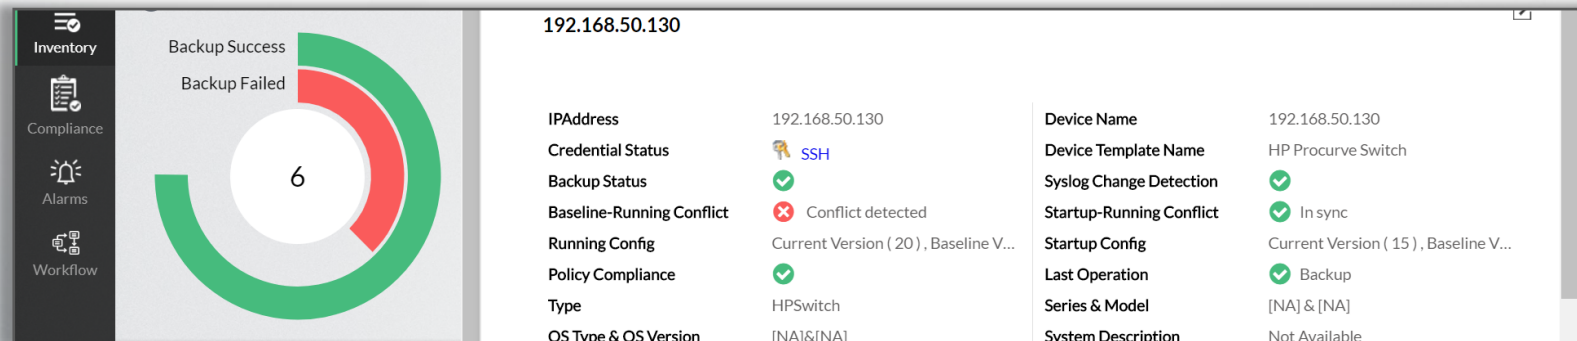 Inventory
Compliance
Alarms
Workflow
Backup Success
Backup Failed
6
192.168.50.130
IPAddress 192.168.50.130
Credential Status SSH
Backup Status
Baseline-Running Conflict Conflict detected
Running Config Current Version ( 20 ) , Baseline V...
Policy Compliance
Type HPSwitch
OS Type & OS Version [NA]&[NA]
Device Name 192.168.50.130
Device Template Name HP Procurve Switch
Syslog Change Detection
Startup-Running Conflict In sync
Startup Config Current Version ( 15 ) , Baseline V...
Last Operation Backup
Series & Model [NA] & [NA]
System Description Not Available